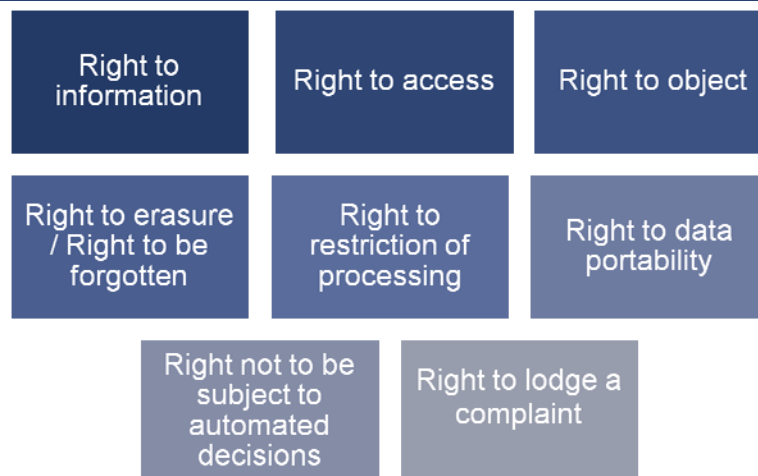 Right to
information
Right to access
Right to object
Right to erasure
/ Right to be
forgotten
Right to
restriction of
processing
Right to data
portability
Right not to be
subject to
automated
decisions
Right to lodge a
complaint